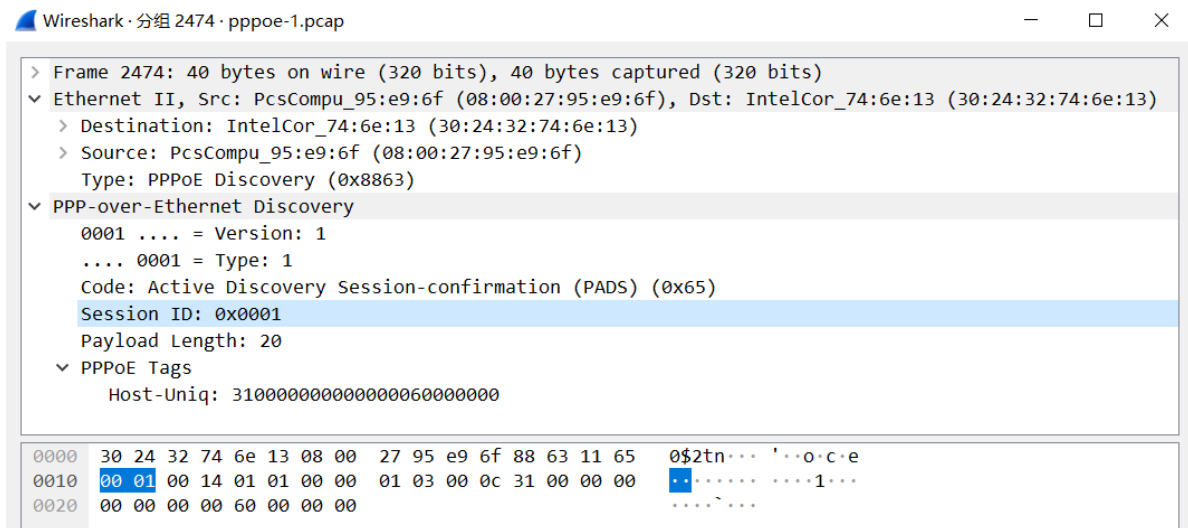 Wireshark · 分组 2474 · pppoe-1.pcap
Frame 2474: 40 bytes on wire (320 bits), 40 bytes captured (320 bits)
Ethernet II, Src: PcsCompu_95:e9:6f (08:00:27:95:e9:6f), Dst: IntelCor_74:6e:13 (30:24:32:74:6e:13)
Destination: IntelCor_74:6e:13 (30:24:32:74:6e:13)
Source: PcsCompu_95:e9:6f (08:00:27:95:e9:6f)
Type: PPPoE Discovery (0x8863)
PPP-over-Ethernet Discovery
0001 .... = Version: 1
.... 0001 = Type: 1
Code: Active Discovery Session-confirmation (PADS) (0x65)
Session ID: 0x0001
Payload Length: 20
PPPoE Tags
Host-Uniq: 310000000000000060000000
0000 30 24 32 74 6e 13 08 00 27 95 e9 6f 88 63 11 65 0$2tn··· '··o·c·e
0010 00 01 00 14 01 01 00 00 01 03 00 0c 31 00 00 00 ········ ····1···
0020 00 00 00 00 60 00 00 00 ····`···